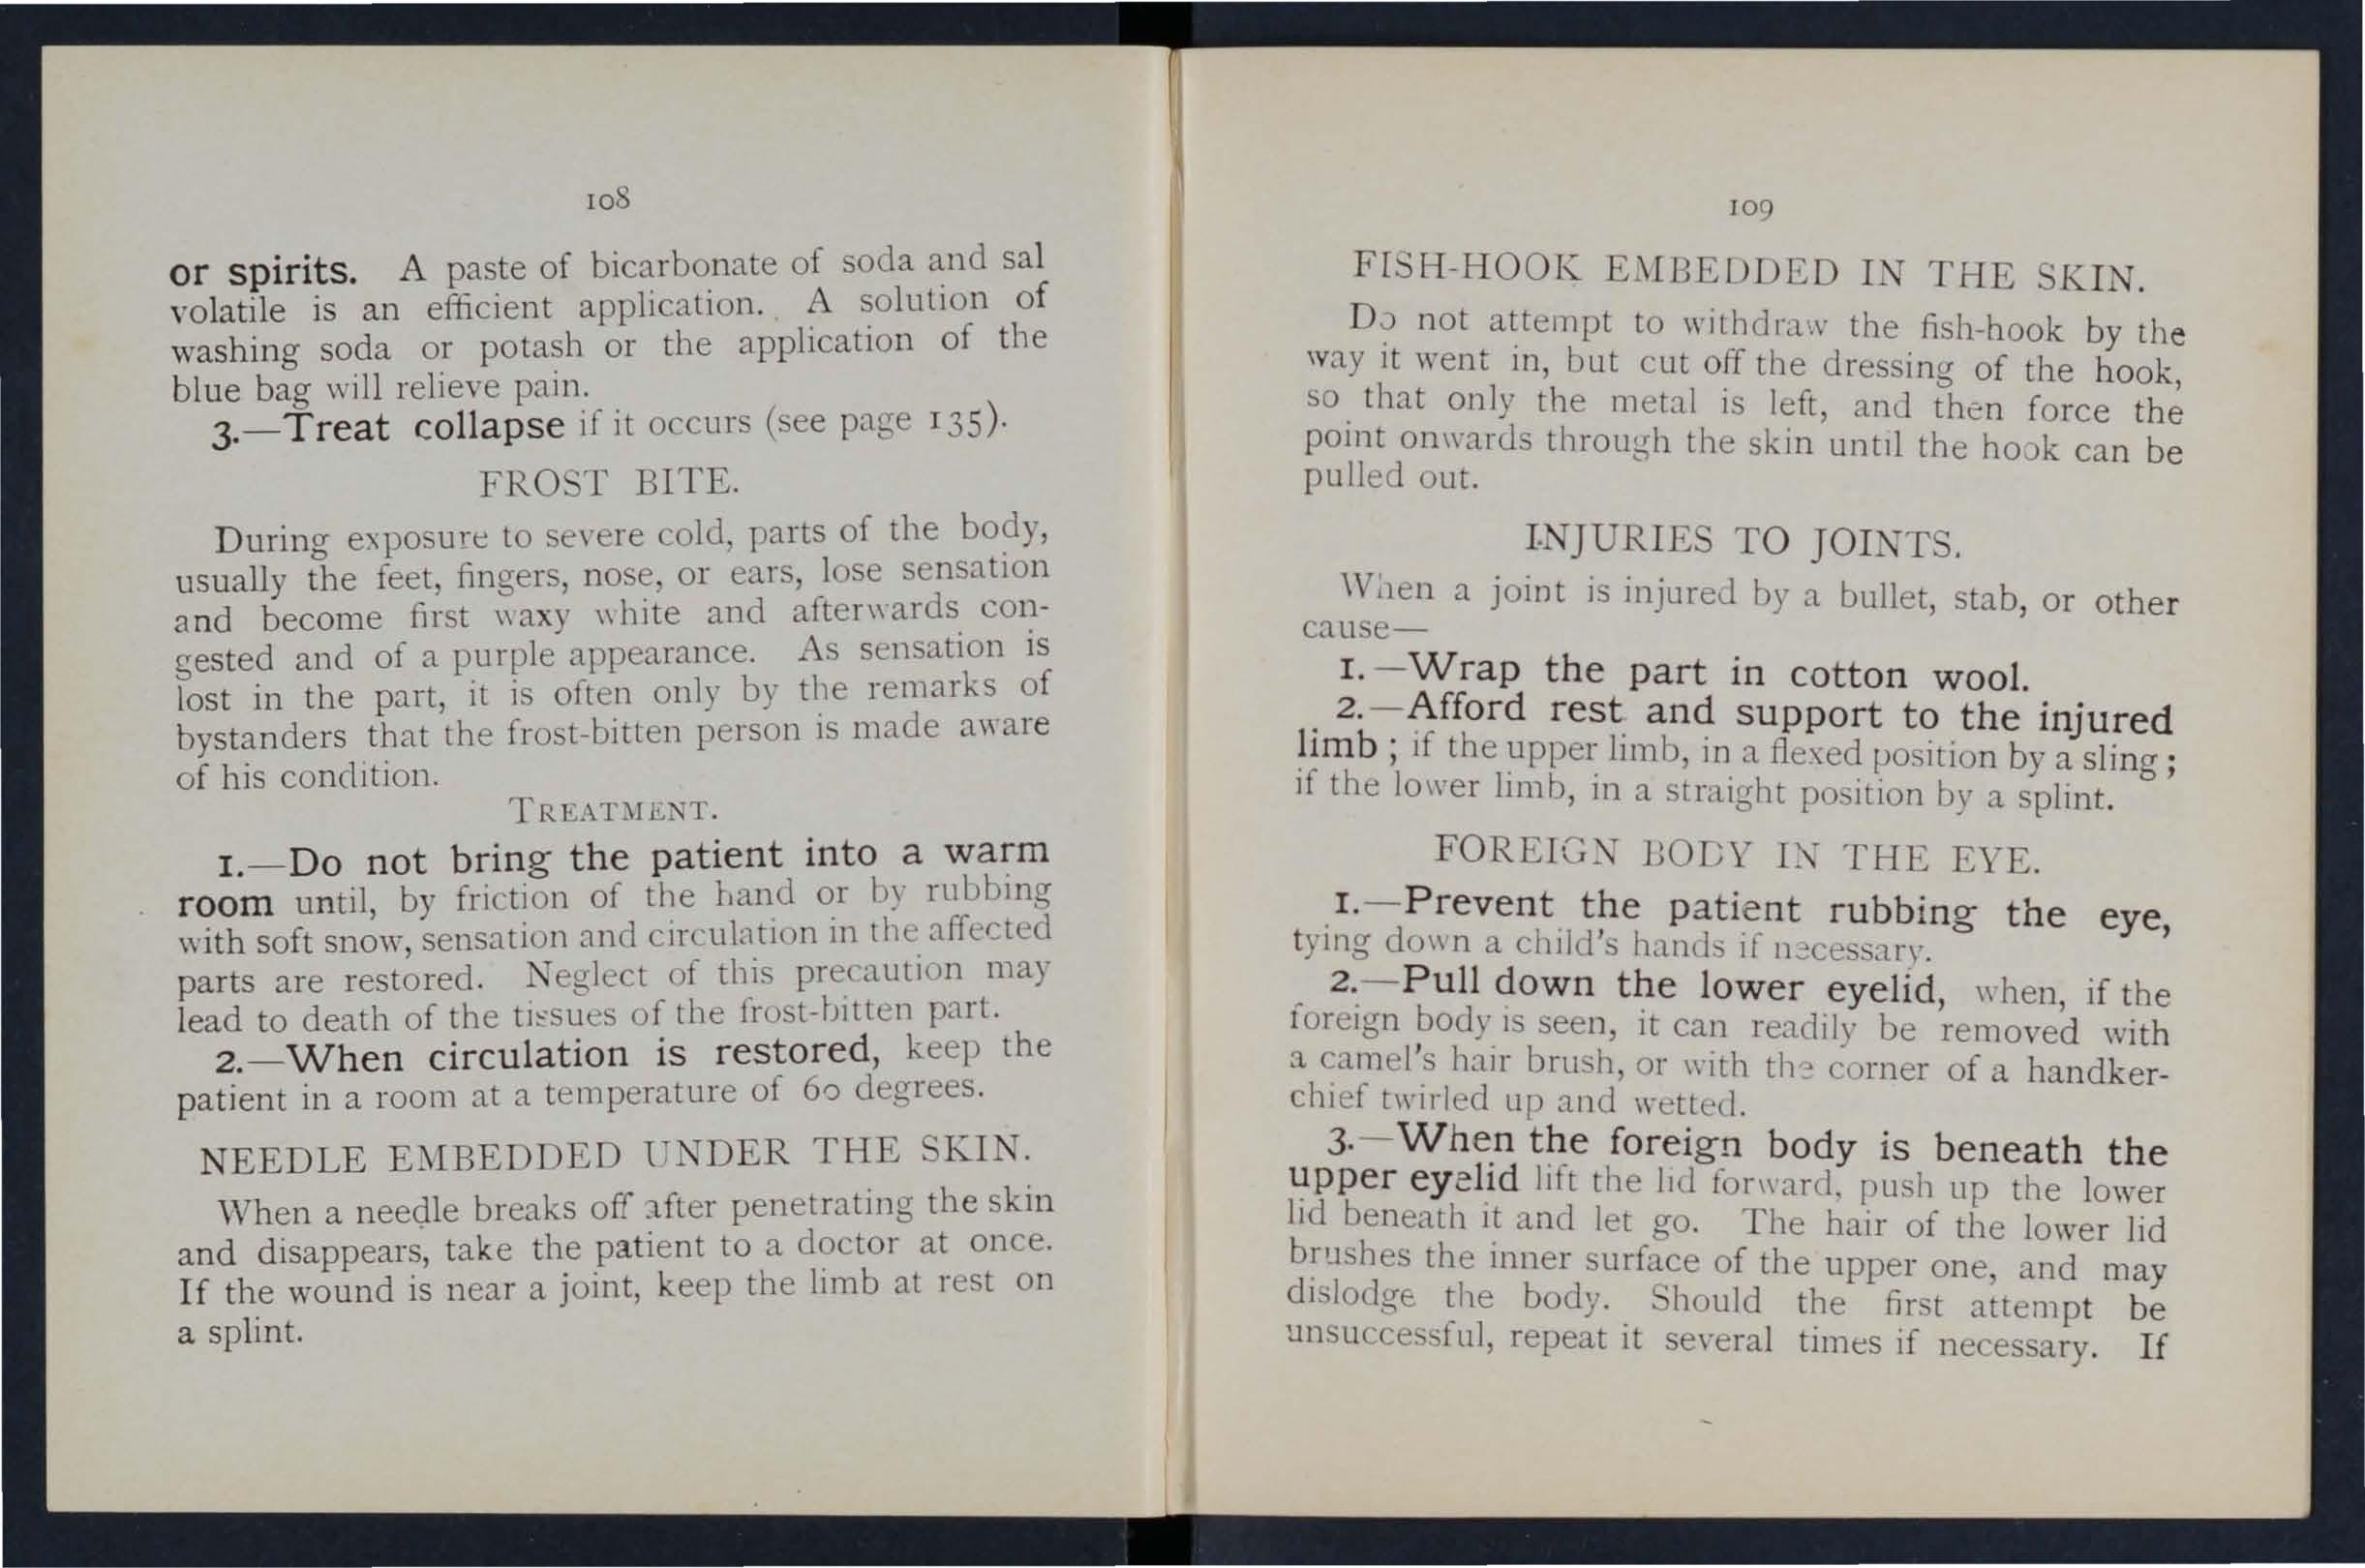 108
or spirits. A paste of bicarbonate of soda and sal
volatile is an efficient application. A solution of
washing soda or potash or the application of the
blue bag will relieve pain.
3.—Treat collapse if it occurs (see page 135).
FROST BITE.
During exposure to severe cold, parts of the body,
usually the feet, fingers, nose, or ears, lose sensation
and become first waxy white and afterwards con-
gested and of a purple appearance. As sensation is
lost in the part, it is often only by the remarks of
bystanders that the frost-bitten person is made aware
of his condition.
TREATMENT.
1.—Do not bring the patient into a warm
room until, by friction of the hand or by rubbing
with soft snow, sensation and circulation in the affected
parts are restored. Neglect of this precaution may
lead to death of the tissues of the frost-bitten part.
2.—When circulation is restored, keep the
patient in a room at a temperature of 60 degrees.
NEEDLE EMBEDDED UNDER THE SKIN.
When a needle breaks off after penetrating the skin
and disappears, take the patient to a doctor at once.
If the wound is near a joint, keep the limb at rest on
a splint.
109
FISH-HOOK EMBEDDED IN THE SKIN.
Do not attempt to withdraw the fish-hook by the
way it went in, but cut off the dressing of the hook,
so that only the metal is left, and then force the
point onwards through the skin until the hook can be
pulled out.
INJURIES TO JOINTS.
When a joint is injured by a bullet, stab, or other
cause—
1.—Wrap the part in cotton wool.
2.—Afford rest and support to the injured
limb ; if the upper limb, in a flexed position by a sling ;
if the lower limb, in a straight position by a splint.
FOREIGN BODY IN THE EYE.
1.—Prevent the patient rubbing the eye,
tying down a child's hands if necessary.
2.—Pull down the lower eyelid, when, if the
foreign body is seen, it can readily be removed with
a camel's hair brush, or with the corner of a handker-
chief twirled up and wetted.
3.—When the foreign body is beneath the
upper eyelid lift the lid forward, push up the lower
lid beneath it and let go. The hair of the lower lid
brushes the inner surface of the upper one, and may
dislodge the body. Should the first attempt be
unsuccessful, repeat it several times if necessary. If